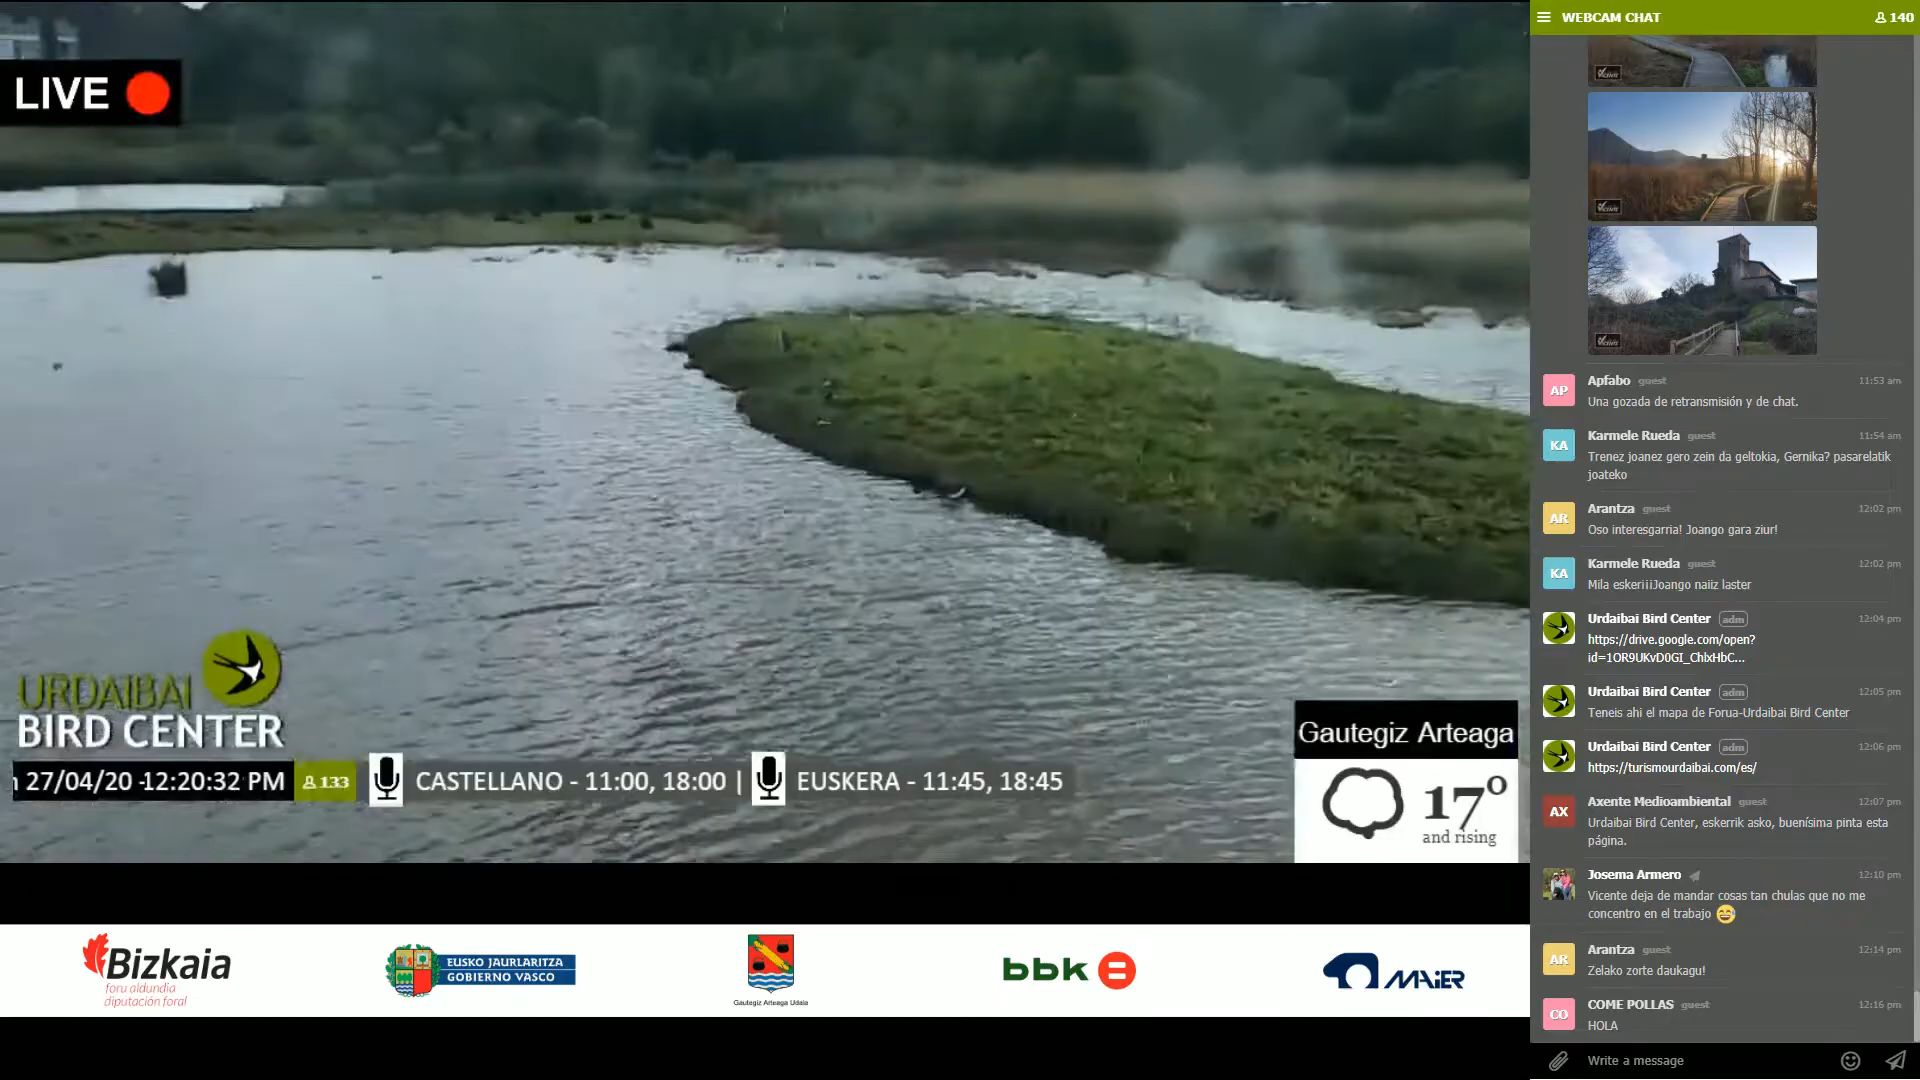 LIVE
URDAIBAI
BIRD CENTER
27/04/20 -12:20:32 PM
133
CASTELLANO - 11:00, 18:00 |
EUSKERA - 11:45, 18:45
Gautegiz Arteaga
17º
and rising
Bizkaia
foru aldundia
diputación foral
EUSKO JAURLARITZA
GOBIERNO VASCO
Gautegiz Arteaga Udala
bbk
MAIER
WEBCAM CHAT
140
AP
Apfabo guest 11:53 am
Una gozada de retransmisión y de chat.
KA
Karmele Rueda guest 11:54 am
Trenez joanez gero zein da geltokia, Gernika? pasarelatik
joateko
AR
Arantza guest 12:02 pm
Oso interesgarria! Joango gara ziur!
KA
Karmele Rueda guest 12:02 pm
Mila eskeriiiJoango naiiz laster
Urdaibai Bird Center adm 12:04 pm
https://drive.google.com/open?
id=1OR9UKvD0GI_ChlxHbC...
Urdaibai Bird Center adm 12:05 pm
Teneis ahi el mapa de Forua-Urdaibai Bird Center
Urdaibai Bird Center adm 12:06 pm
https://turismourdaibai.com/es/
AX
Axente Medioambiental guest 12:07 pm
Urdaibai Bird Center, eskerrik asko, buenísima pinta esta
página.
Josema Armero 12:10 pm
Vicente deja de mandar cosas tan chulas que no me
concentro en el trabajo 😅
AR
Arantza guest 12:14 pm
Zelako zorte daukagu!
CO
COME POLLAS guest 12:16 pm
HOLA
Write a message